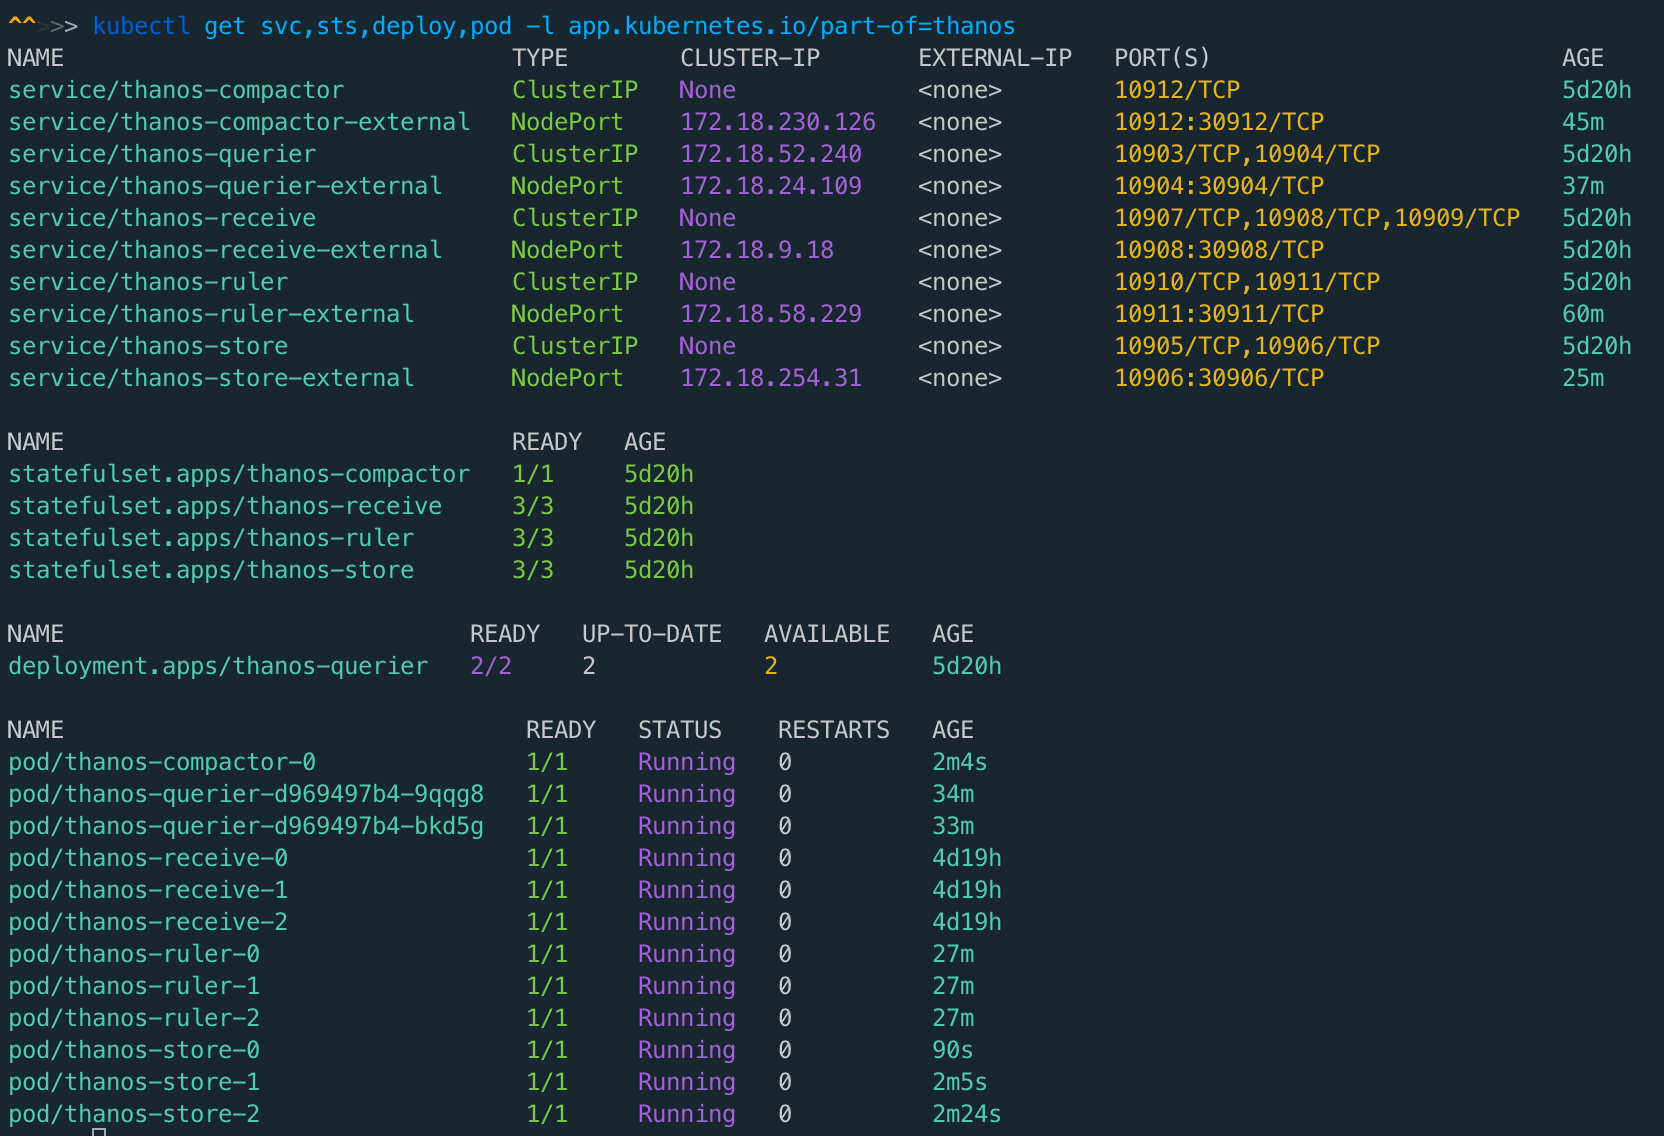 ^^>>> kubectl get svc,sts,deploy,pod -l app.kubernetes.io/part-of=thanos
NAME TYPE CLUSTER-IP EXTERNAL-IP PORT(S) AGE
service/thanos-compactor ClusterIP None <none> 10912/TCP 5d20h
service/thanos-compactor-external NodePort 172.18.230.126 <none> 10912:30912/TCP 45m
service/thanos-querier ClusterIP 172.18.52.240 <none> 10903/TCP,10904/TCP 5d20h
service/thanos-querier-external NodePort 172.18.24.109 <none> 10904:30904/TCP 37m
service/thanos-receive ClusterIP None <none> 10907/TCP,10908/TCP,10909/TCP 5d20h
service/thanos-receive-external NodePort 172.18.9.18 <none> 10908:30908/TCP 5d20h
service/thanos-ruler ClusterIP None <none> 10910/TCP,10911/TCP 5d20h
service/thanos-ruler-external NodePort 172.18.58.229 <none> 10911:30911/TCP 60m
service/thanos-store ClusterIP None <none> 10905/TCP,10906/TCP 5d20h
service/thanos-store-external NodePort 172.18.254.31 <none> 10906:30906/TCP 25m
NAME READY AGE
statefulset.apps/thanos-compactor 1/1 5d20h
statefulset.apps/thanos-receive 3/3 5d20h
statefulset.apps/thanos-ruler 3/3 5d20h
statefulset.apps/thanos-store 3/3 5d20h
NAME READY UP-TO-DATE AVAILABLE AGE
deployment.apps/thanos-querier 2/2 2 2 5d20h
NAME READY STATUS RESTARTS AGE
pod/thanos-compactor-0 1/1 Running 0 2m4s
pod/thanos-querier-d969497b4-9qqg8 1/1 Running 0 34m
pod/thanos-querier-d969497b4-bkd5g 1/1 Running 0 33m
pod/thanos-receive-0 1/1 Running 0 4d19h
pod/thanos-receive-1 1/1 Running 0 4d19h
pod/thanos-receive-2 1/1 Running 0 4d19h
pod/thanos-ruler-0 1/1 Running 0 27m
pod/thanos-ruler-1 1/1 Running 0 27m
pod/thanos-ruler-2 1/1 Running 0 27m
pod/thanos-store-0 1/1 Running 0 90s
pod/thanos-store-1 1/1 Running 0 2m5s
pod/thanos-store-2 1/1 Running 0 2m24s